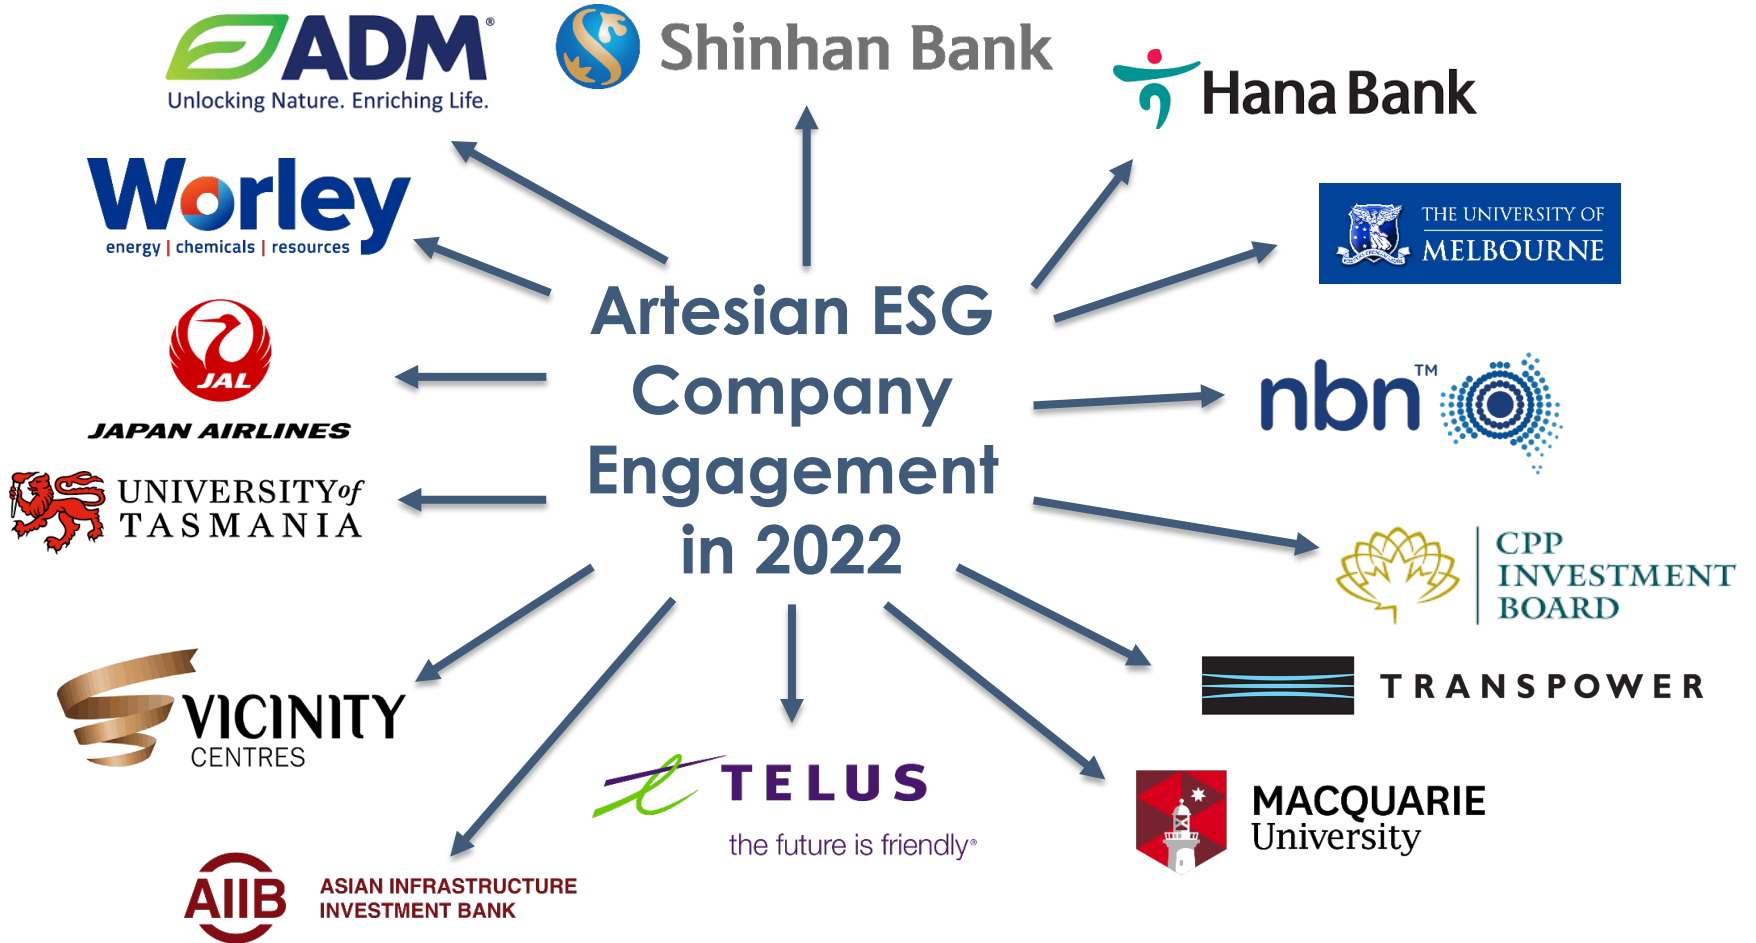 ADM®
Unlocking Nature. Enriching Life.
Shinhan Bank
Hana Bank
Worley
energy | chemicals | resources
THE UNIVERSITY OF
MELBOURNE
JAL
JAPAN AIRLINES
Artesian ESG
Company
Engagement
in 2022
nbn™
UNIVERSITY of
TASMANIA
CPP
INVESTMENT
BOARD
TRANSPOWER
VICINITY
CENTRES
TELUS
the future is friendly®
MACQUARIE
University
AIIB
ASIAN INFRASTRUCTURE
INVESTMENT BANK